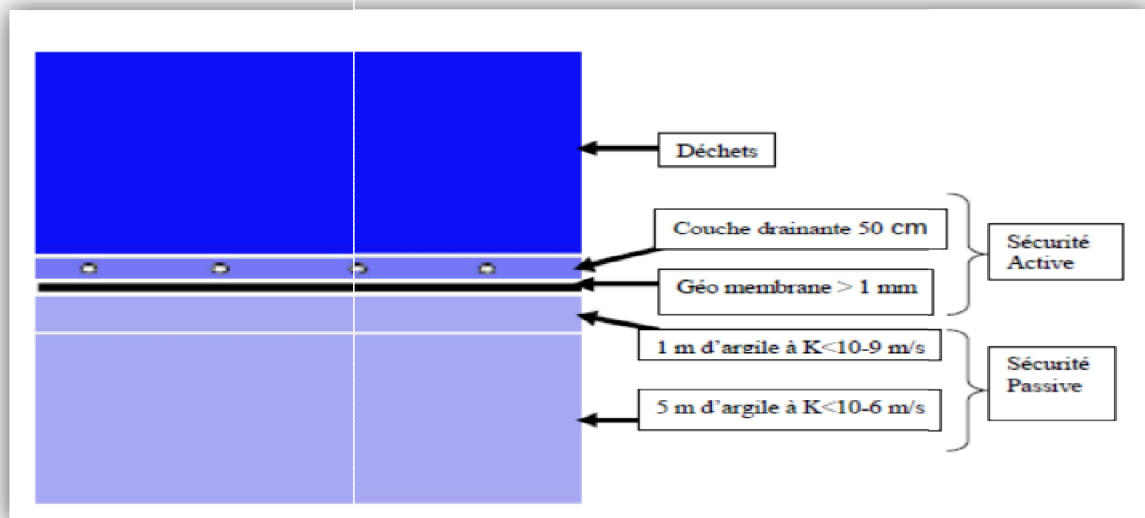 Déchets
Couche drainante 50 cm
Géo membrane > 1 mm
Sécurité
Active
1 m d'argile à K<10-9 m/s
5 m d'argile à K<10-6 m/s
Sécurité
Passive